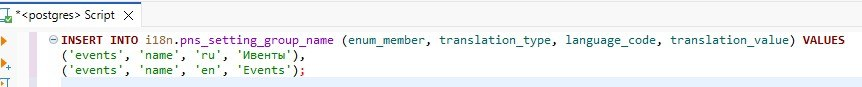 *<postgres> Script
INSERT INTO i18n.pns_setting_group_name (enum_member, translation_type, language_code, translation_value) VALUES
('events', 'name', 'ru', 'Ивенты'),
('events', 'name', 'en', 'Events');